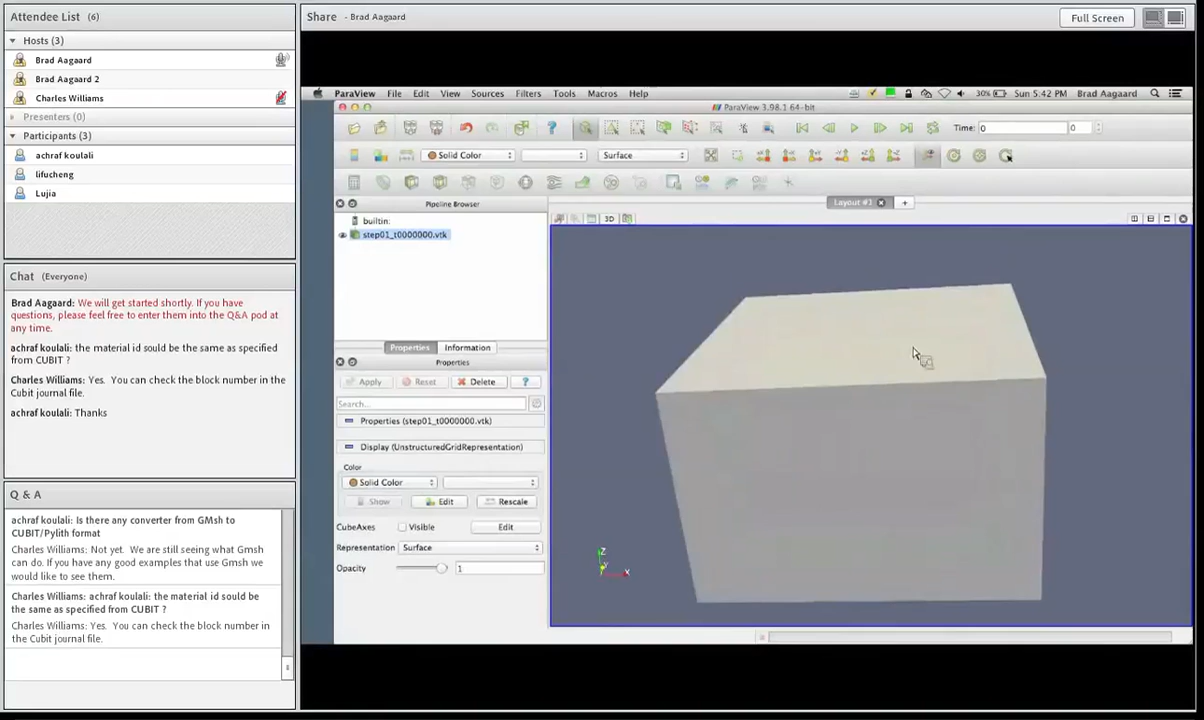 Attendee List (6)
Hosts (3)
Brad Aagaard
Brad Aagaard 2
Charles Williams
Presenters (0)
Participants (3)
achraf koulali
lifucheng
Lujia
Chat (Everyone)
Brad Aagaard: We will get started shortly. If you have
questions, please feel free to enter them into the Q&A pod at
any time.
achraf koulali: the material id sould be the same as specified
from CUBIT ?
Charles Williams: Yes. You can check the block number in the
Cubit journal file.
achraf koulali: Thanks
Q & A
achraf koulali: Is there any converter from GMsh to
CUBIT/Pylith format
Charles Williams: Not yet. We are still seeing what Gmsh
can do. If you have any good examples that use Gmsh we
would like to see them.
Charles Williams: achraf koulali: the material id sould be
the same as specified from CUBIT ?
Charles Williams: Yes. You can check the block number in
the Cubit journal file.
Share - Brad Aagaard
Full Screen
ParaView File Edit View Sources Filters Tools Macros Help
30% Sun 5:42 PM Brad Aagaard
ParaView 3.98.1 64-bit
Time: 0 0
Solid Color Surface
Pipeline Browser
Layout #1 +
builtin:
3D
step01_t0000000.vtk
Properties Information
Properties
Apply Reset Delete ?
Search...
Properties (step01_t0000000.vtk)
Display (UnstructuredGridRepresentation)
Color
Solid Color
Show Edit Rescale
CubeAxes Visible Edit
Representation Surface
Opacity 1
Z
Y
X